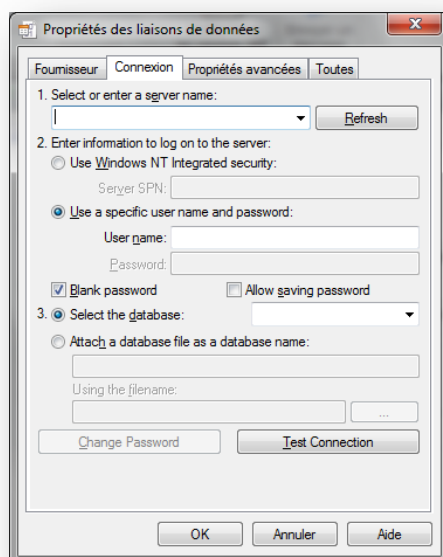 Propriétés des liaisons de données
Fournisseur Connexion Propriétés avancées Toutes
1. Select or enter a server name:
Refresh
2. Enter information to log on to the server:
Use Windows NT Integrated security:
Server SPN:
Use a specific user name and password:
User name:
Password:
Blank password Allow saving password
3. Select the database:
Attach a database file as a database name:
Using the filename:
...
Change Password Test Connection
OK Annuler Aide